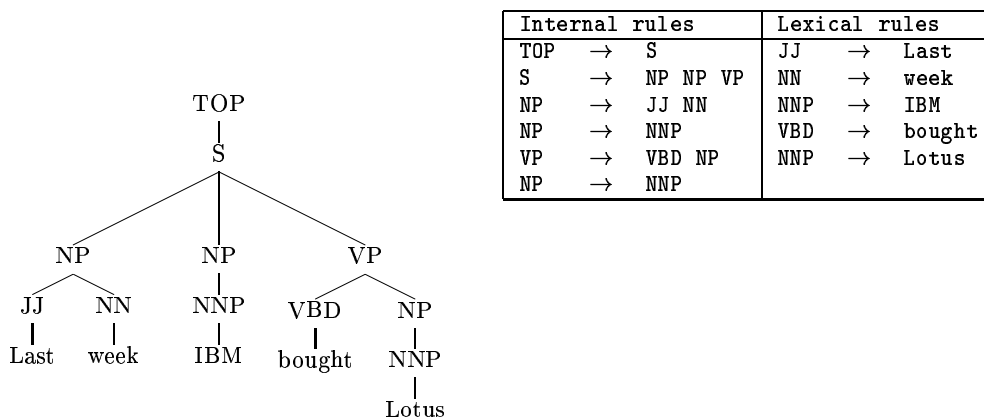 Internal rules Lexical rules
TOP → S JJ → Last
S → NP NP VP NN → week
NP → JJ NN NNP → IBM
NP → NNP VBD → bought
VP → VBD NP NNP → Lotus
NP → NNP
TOP
S
NP NP VP
JJ NN NNP VBD NP
Last week IBM bought NNP
Lotus